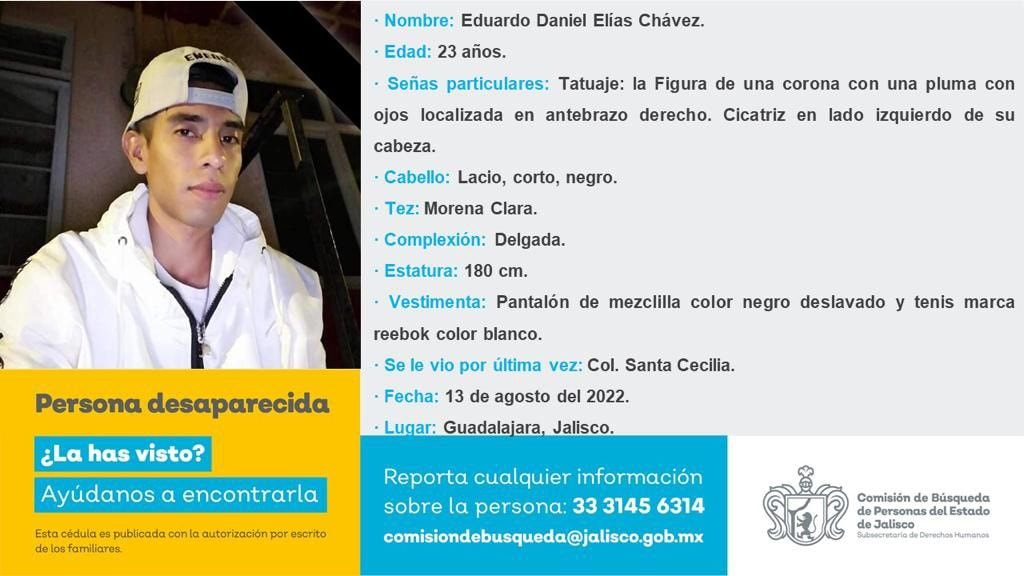 ENERGY
· Nombre: Eduardo Daniel Elías Chávez.
· Edad: 23 años.
· Señas particulares: Tatuaje: la Figura de una corona con una pluma con
ojos localizada en antebrazo derecho. Cicatriz en lado izquierdo de su
cabeza.
· Cabello: Lacio, corto, negro.
· Tez: Morena Clara.
· Complexión: Delgada.
· Estatura: 180 cm.
· Vestimenta: Pantalón de mezclilla color negro deslavado y tenis marca
reebok color blanco.
· Se le vio por última vez: Col. Santa Cecilia.
· Fecha: 13 de agosto del 2022.
· Lugar: Guadalajara, Jalisco.
Persona desaparecida
¿La has visto?
Ayúdanos a encontrarla
Esta cédula es publicada con la autorización por escrito
de los familiares.
Reporta cualquier información
sobre la persona: 33 3145 6314
comisiondebusqueda@jalisco.gob.mx
Comisión de Búsqueda
de Personas del Estado
de Jalisco
Subsecretaría de Derechos Humanos